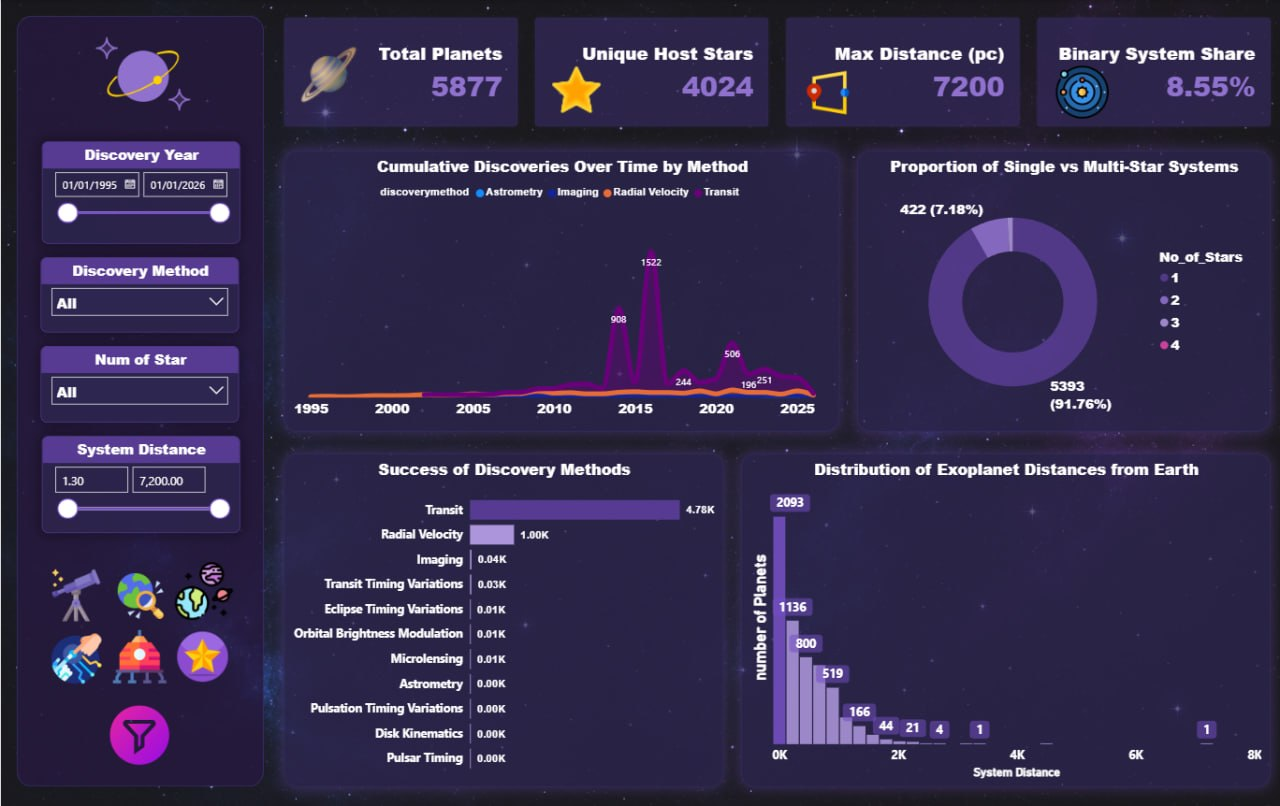 Total Planets
5877
Unique Host Stars
4024
Max Distance (pc)
7200
Binary System Share
8.55%
Discovery Year
01/01/1995
01/01/2026
Discovery Method
All
Num of Star
All
System Distance
1.30
7,200.00
Cumulative Discoveries Over Time by Method
discoverymethod Astrometry Imaging Radial Velocity Transit
1522
908
506
244
196
251
1995 2000 2005 2010 2015 2020 2025
Proportion of Single vs Multi-Star Systems
422 (7.18%)
5393
(91.76%)
No_of_Stars
1
2
3
4
Success of Discovery Methods
Transit 4.78K
Radial Velocity 1.00K
Imaging 0.04K
Transit Timing Variations 0.03K
Eclipse Timing Variations 0.01K
Orbital Brightness Modulation 0.01K
Microlensing 0.01K
Astrometry 0.00K
Pulsation Timing Variations 0.00K
Disk Kinematics 0.00K
Pulsar Timing 0.00K
Distribution of Exoplanet Distances from Earth
number of Planets
2093
1136
800
519
166
44
21
4
1
1
0K 2K 4K 6K 8K
System Distance